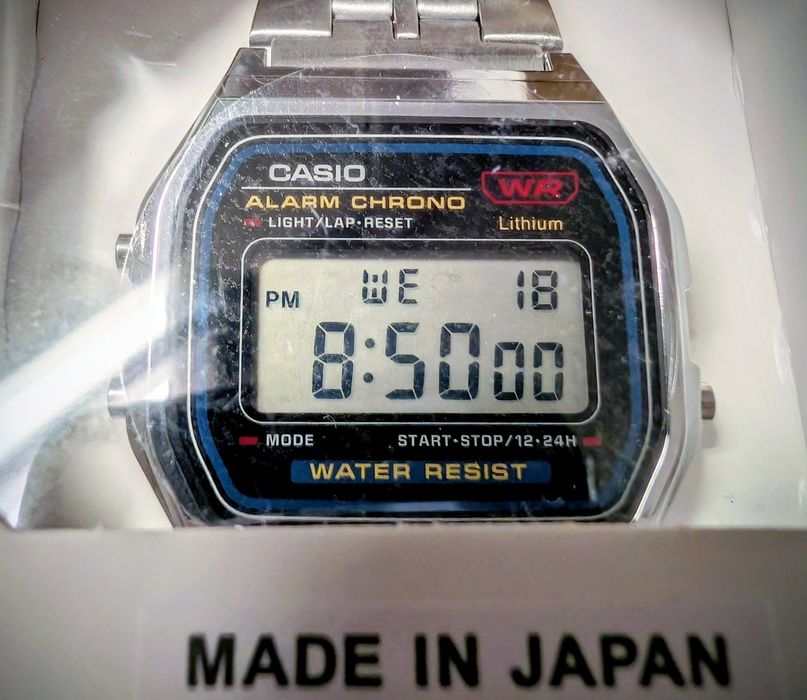 CASIO
WR
ALARM CHRONO
LIGHT/LAP·RESET
Lithium
PM WE 18
8:50 00
MODE START·STOP/12·24H
WATER RESIST
MADE IN JAPAN